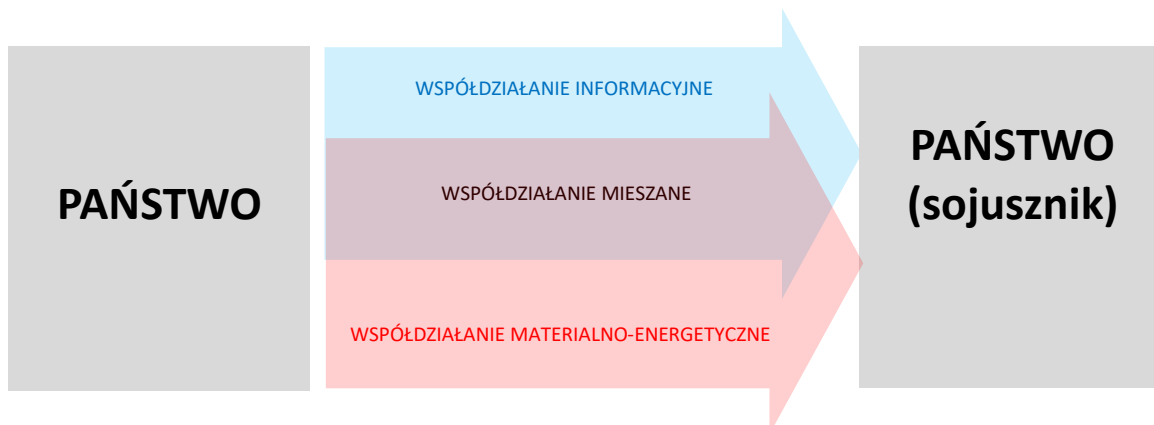 PAŃSTWO
WSPÓŁDZIAŁANIE INFORMACYJNE
WSPÓŁDZIAŁANIE MIESZANE
WSPÓŁDZIAŁANIE MATERIALNO-ENERGETYCZNE
PAŃSTWO
(sojusznik)